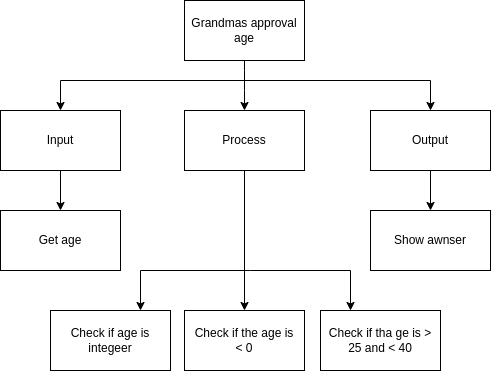 Grandmas approval
age
Input
Process
Output
Get age
Show awnser
Check if age is
integeer
Check if the age is
< 0
Check if tha ge is >
25 and < 40